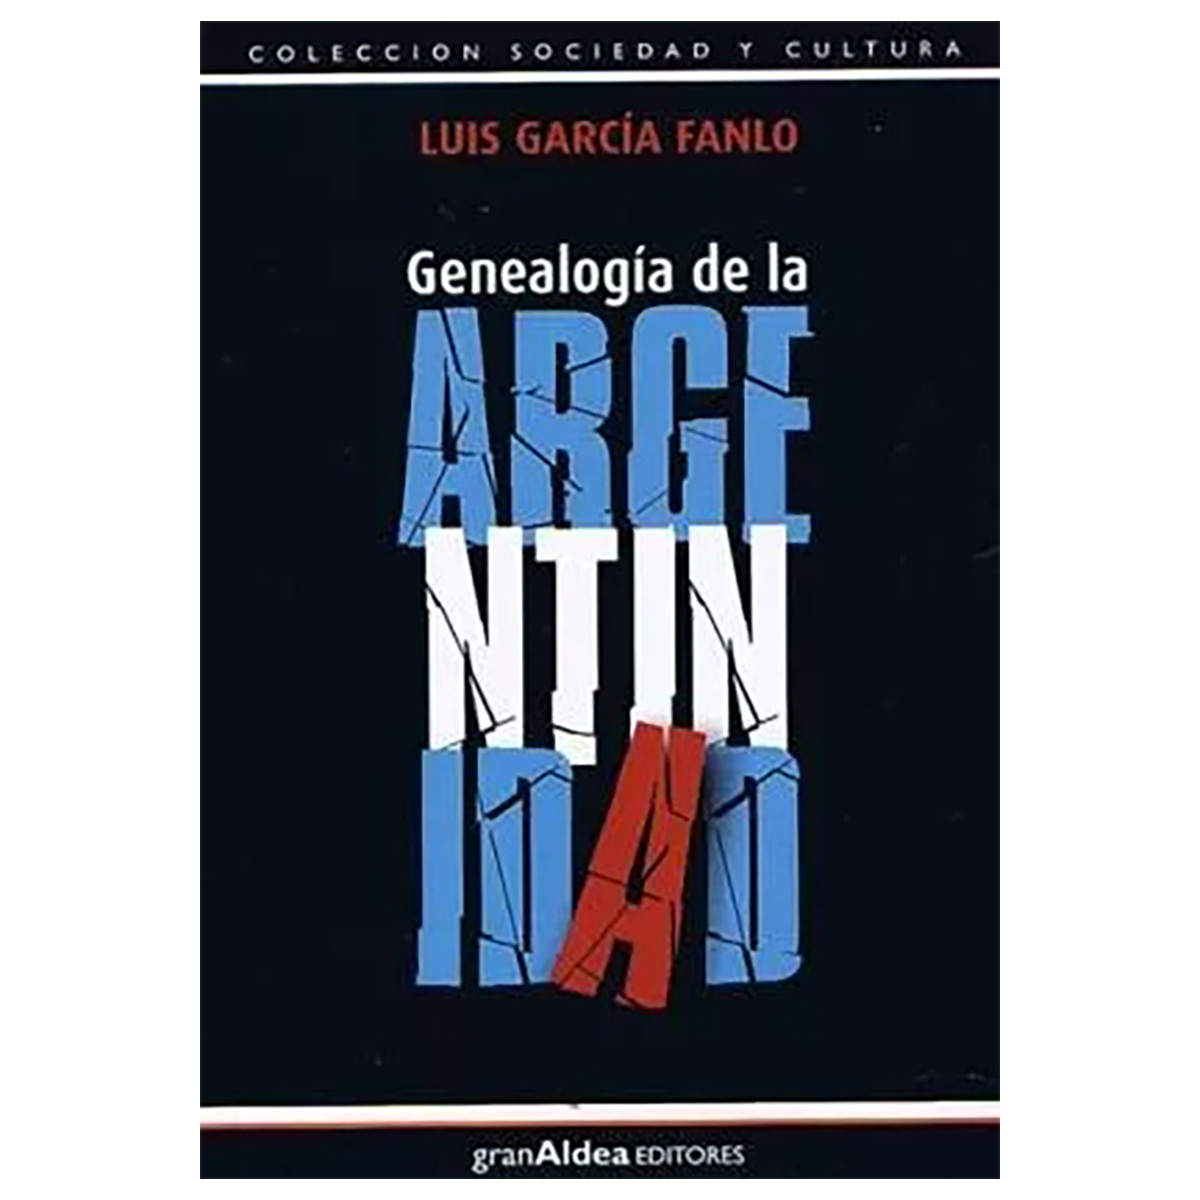 COLECCION SOCIEDAD Y CULTURA
LUIS GARCÍA FANLO
Genealogía de la
ARGE
NTIN
IDAD
granAldea EDITORES